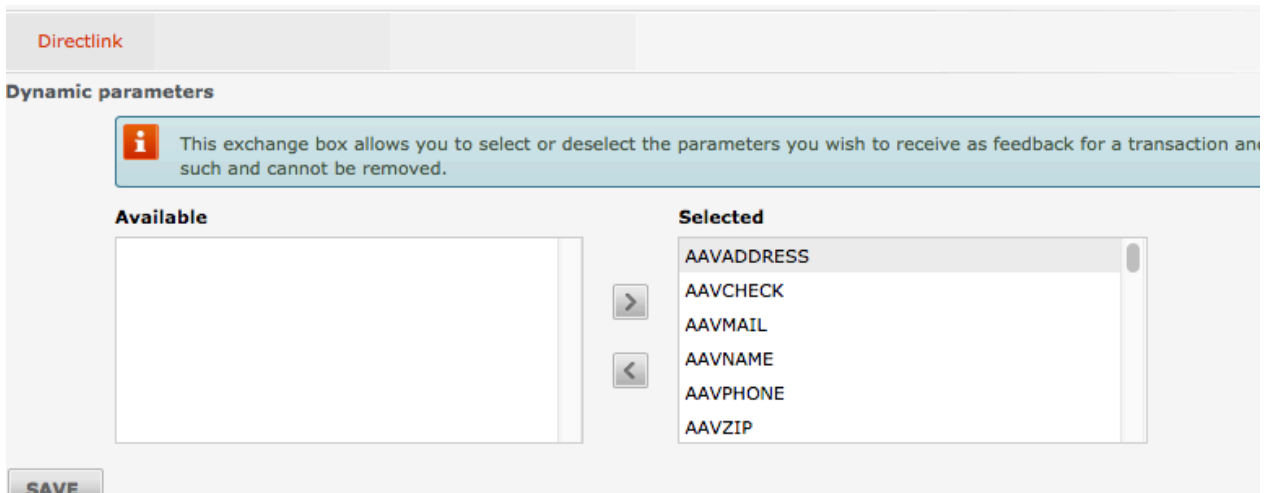 Directlink
Dynamic parameters
This exchange box allows you to select or deselect the parameters you wish to receive as feedback for a transaction and
such and cannot be removed.
Available
Selected
AAVADDRESS
AAVCHECK
AAVMAIL
AAVNAME
AAVPHONE
AAVZIP
SAVE